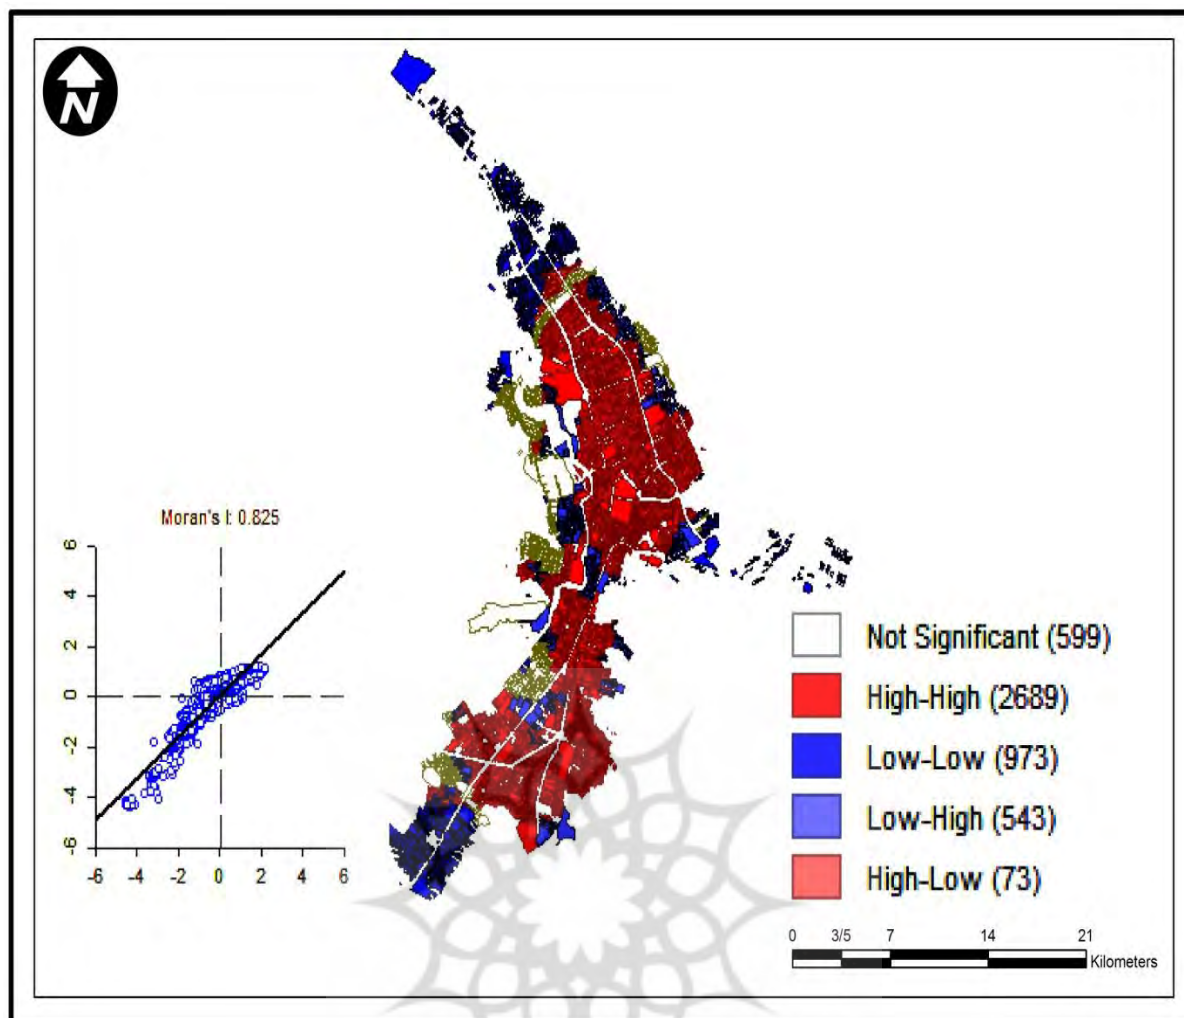 N
Moran's I: 0.825
6
4
2
0
-2
-4
-6
-6 -4 -2 0 2 6
Not Significant (599)
High-High (2689)
Low-Low (973)
Low-High (543)
High-Low (73)
0 3/5 7 14 21
Kilometers